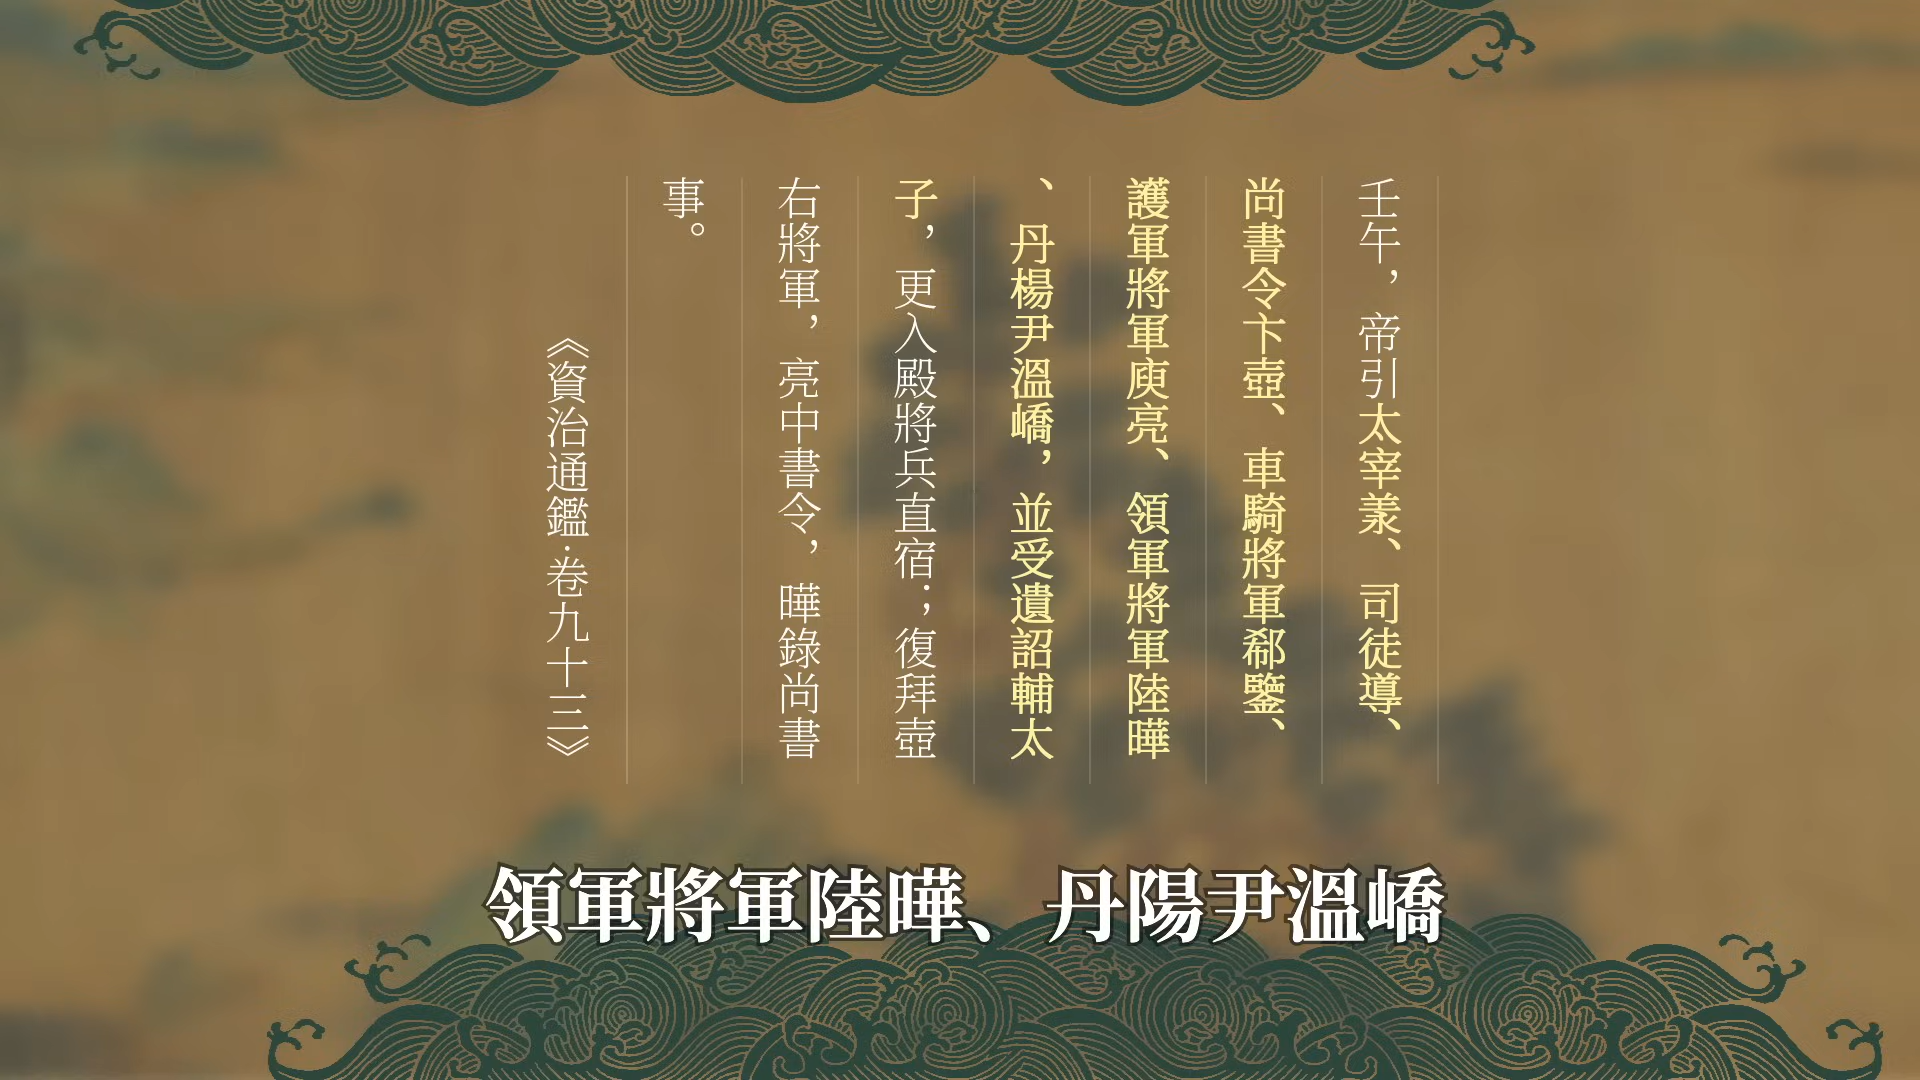 壬午，帝引太宰羕、司徒導、
尚書令卞壺、車騎將軍郗鑒、
護軍將軍庾亮、領軍將軍陸曄
、丹楊尹溫嶠，並受遺詔輔太
子，更入殿將兵直宿；復拜壺
右將軍，亮中書令，曄錄尚書
事。
《資治通鑑·卷九十三》
領軍將軍陸曄、丹陽尹溫嶠